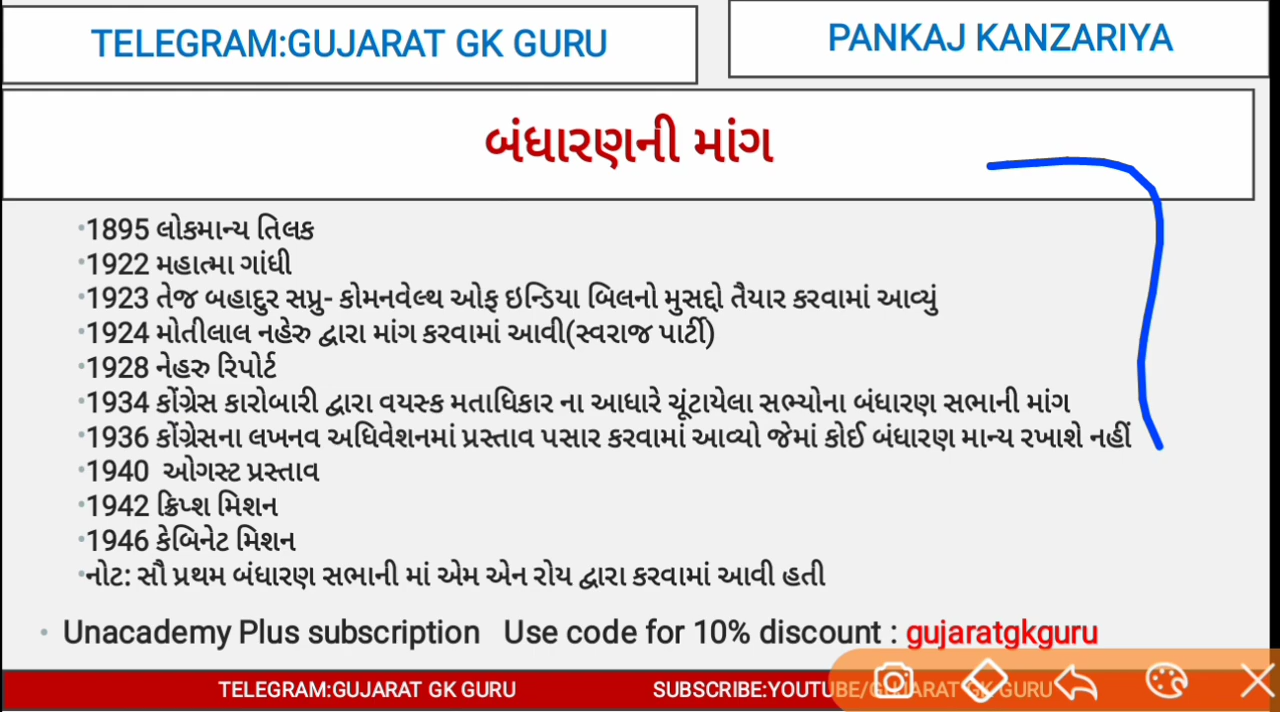 TELEGRAM:GUJARAT GK GURU
PANKAJ KANZARIYA
બંધારણની માંગ
•1895 લોકમાન્ય તિલક
•1922 મહાત્મા ગાંધી
•1923 તેજ બહાદુર સપ્રુ- કોમનવેલ્થ ઓફ ઇન્ડિયા બિલનો મુસદ્દો તૈયાર કરવામાં આવ્યું
•1924 મોતીલાલ નહેરુ દ્વારા માંગ કરવામાં આવી(સ્વરાજ પાર્ટી)
•1928 નેહરુ રિપોર્ટ
•1934 કોંગ્રેસ કારોબારી દ્વારા વયસ્ક મતાધિકાર ના આધારે ચૂંટાયેલા સભ્યોના બંધારણ સભાની માંગ
•1936 કોંગ્રેસના લખનવ અધિવેશનમાં પ્રસ્તાવ પસાર કરવામાં આવ્યો જેમાં કોઈ બંધારણ માન્ય રખાશે નહીં
•1940 ઓગસ્ટ પ્રસ્તાવ
•1942 ક્રિપ્શ મિશન
•1946 કેબિનેટ મિશન
•નોટ: સૌ પ્રથમ બંધારણ સભાની માં એમ એન રોય દ્વારા કરવામાં આવી હતી
• Unacademy Plus subscription Use code for 10% discount : gujaratgkguru
TELEGRAM:GUJARAT GK GURU SUBSCRIBE:YOUTUBE/GUJARAT GK GURU